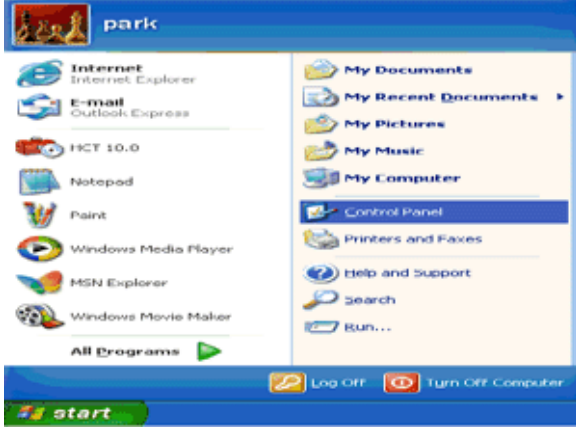 park
Internet
Internet Explorer
E-mail
Outlook Express
HCT 10.0
Notepad
Paint
Windows Media Player
MSN Explorer
Windows Movie Maker
All Programs
My Documents
My Recent Documents
My Pictures
My Music
My Computer
Control Panel
Printers and Faxes
Help and Support
Search
Run...
Log Off
Turn Off Computer
start